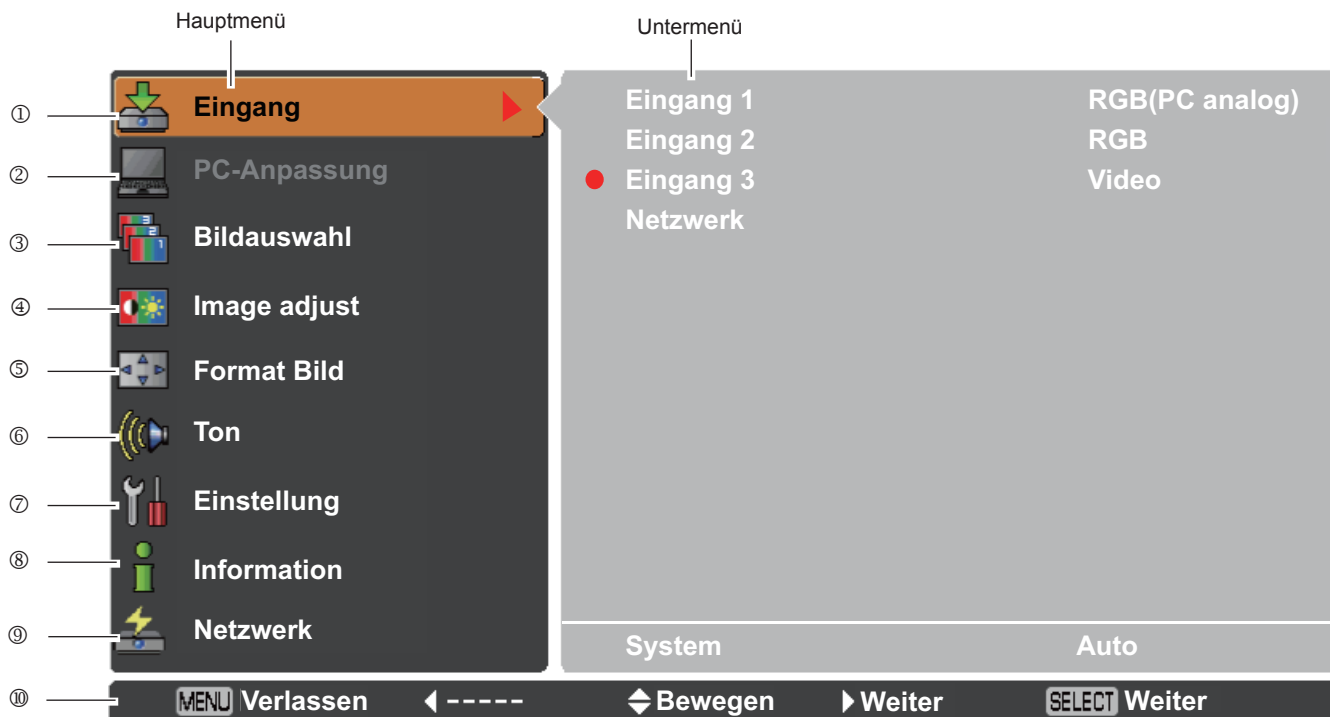 Hauptmenü
Untermenü
① Eingang
② PC-Anpassung
③ Bildauswahl
④ Image adjust
⑤ Format Bild
⑥ Ton
⑦ Einstellung
⑧ Information
⑨ Netzwerk
Eingang 1 RGB(PC analog)
Eingang 2 RGB
Eingang 3 Video
Netzwerk
System Auto
⑩ MENU Verlassen ----- Bewegen Weiter SELECT Weiter